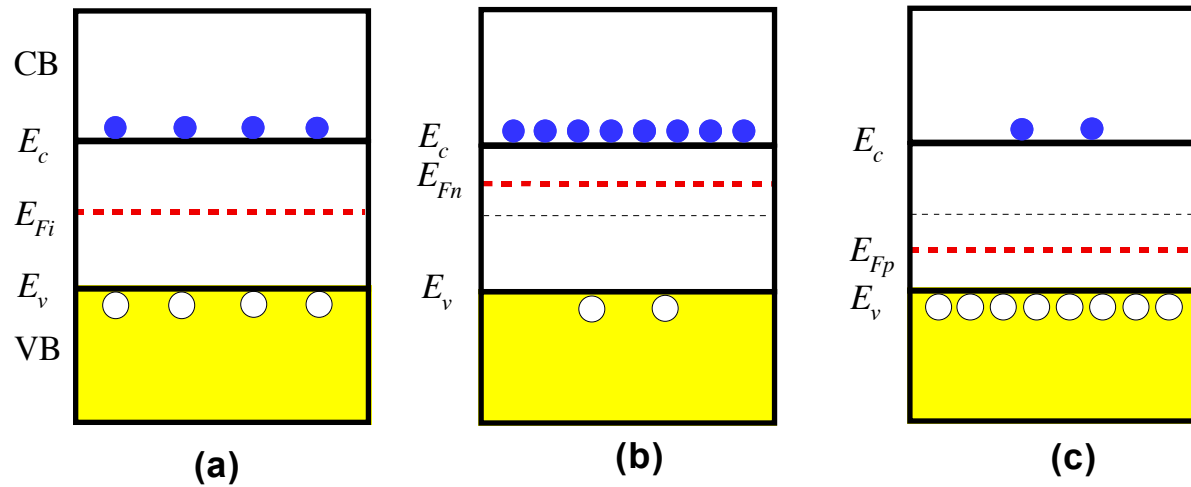 CB
E_c
E_Fi
E_v
VB
(a)
E_c
E_Fn
E_v
(b)
E_c
E_Fp
E_v
(c)